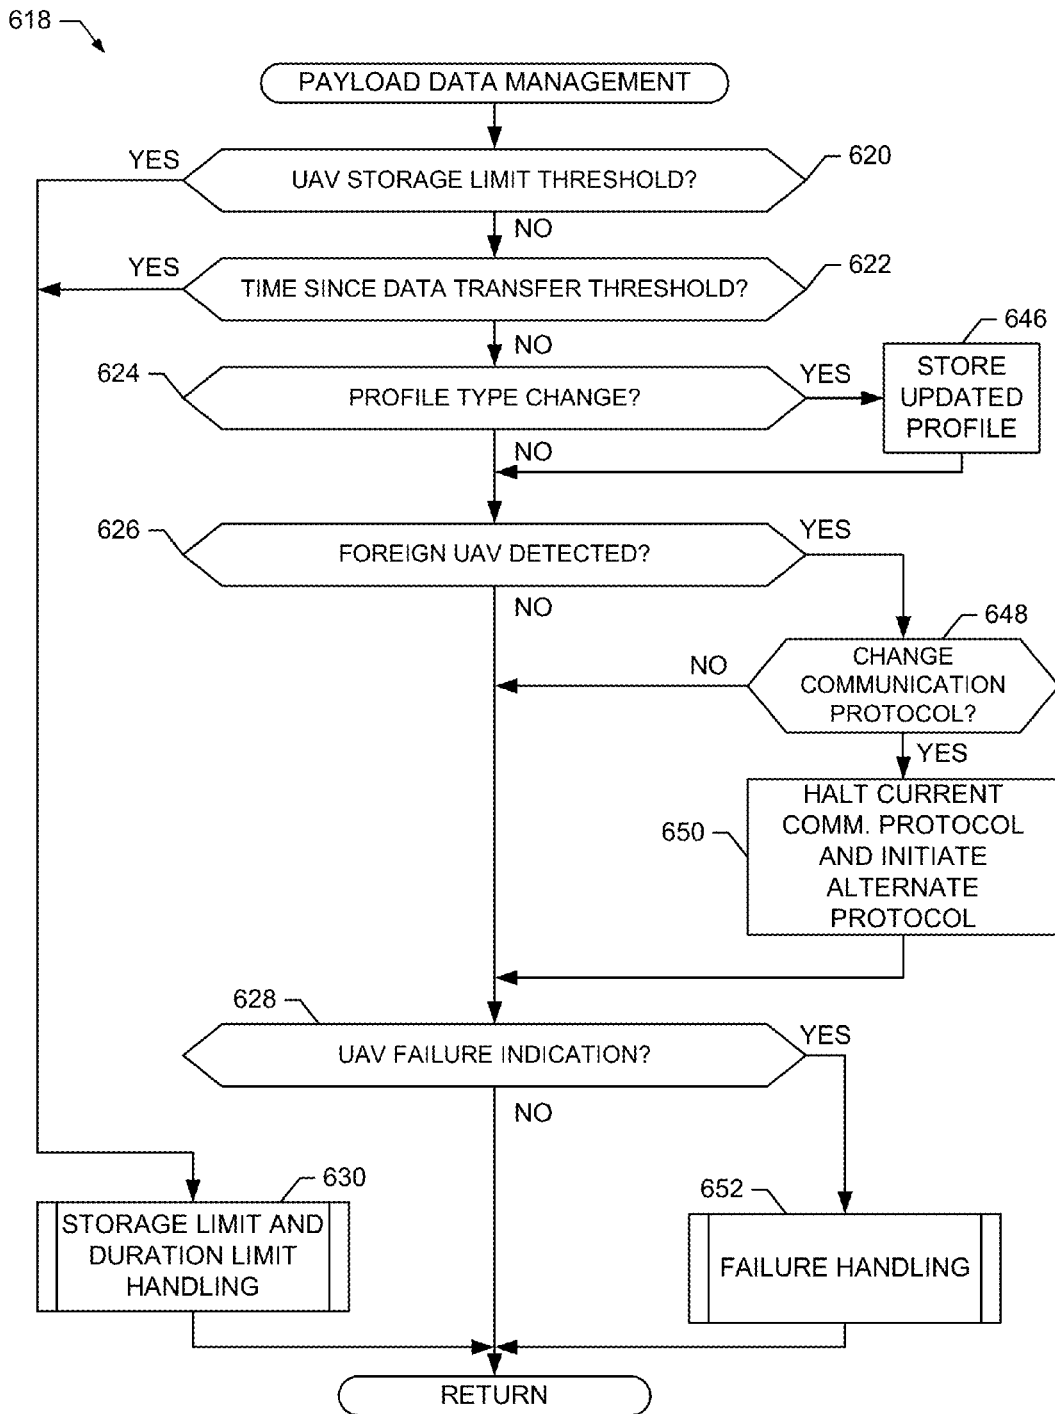 618
PAYLOAD DATA MANAGEMENT
YES
620
UAV STORAGE LIMIT THRESHOLD?
NO
YES
622
TIME SINCE DATA TRANSFER THRESHOLD?
NO
646
624
YES
STORE
UPDATED
PROFILE
PROFILE TYPE CHANGE?
NO
626
YES
FOREIGN UAV DETECTED?
NO
648
NO
CHANGE
COMMUNICATION
PROTOCOL?
YES
650
HALT CURRENT
COMM. PROTOCOL
AND INITIATE
ALTERNATE
PROTOCOL
628
YES
UAV FAILURE INDICATION?
NO
630
STORAGE LIMIT AND
DURATION LIMIT
HANDLING
652
FAILURE HANDLING
RETURN